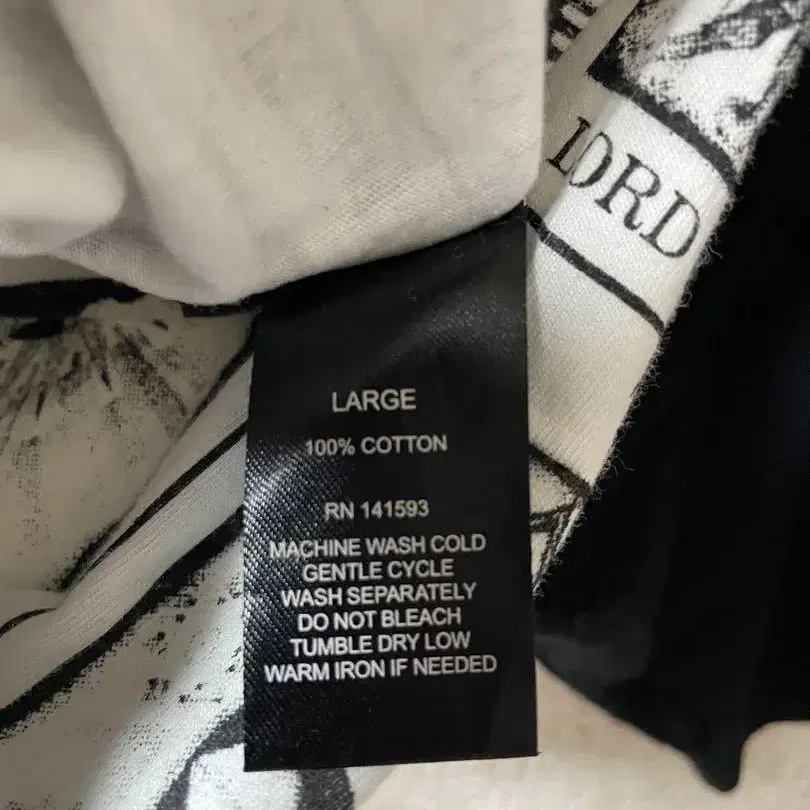 LORD
LARGE
100% COTTON
RN 141593
MACHINE WASH COLD
GENTLE CYCLE
WASH SEPARATELY
DO NOT BLEACH
TUMBLE DRY LOW
WARM IRON IF NEEDED